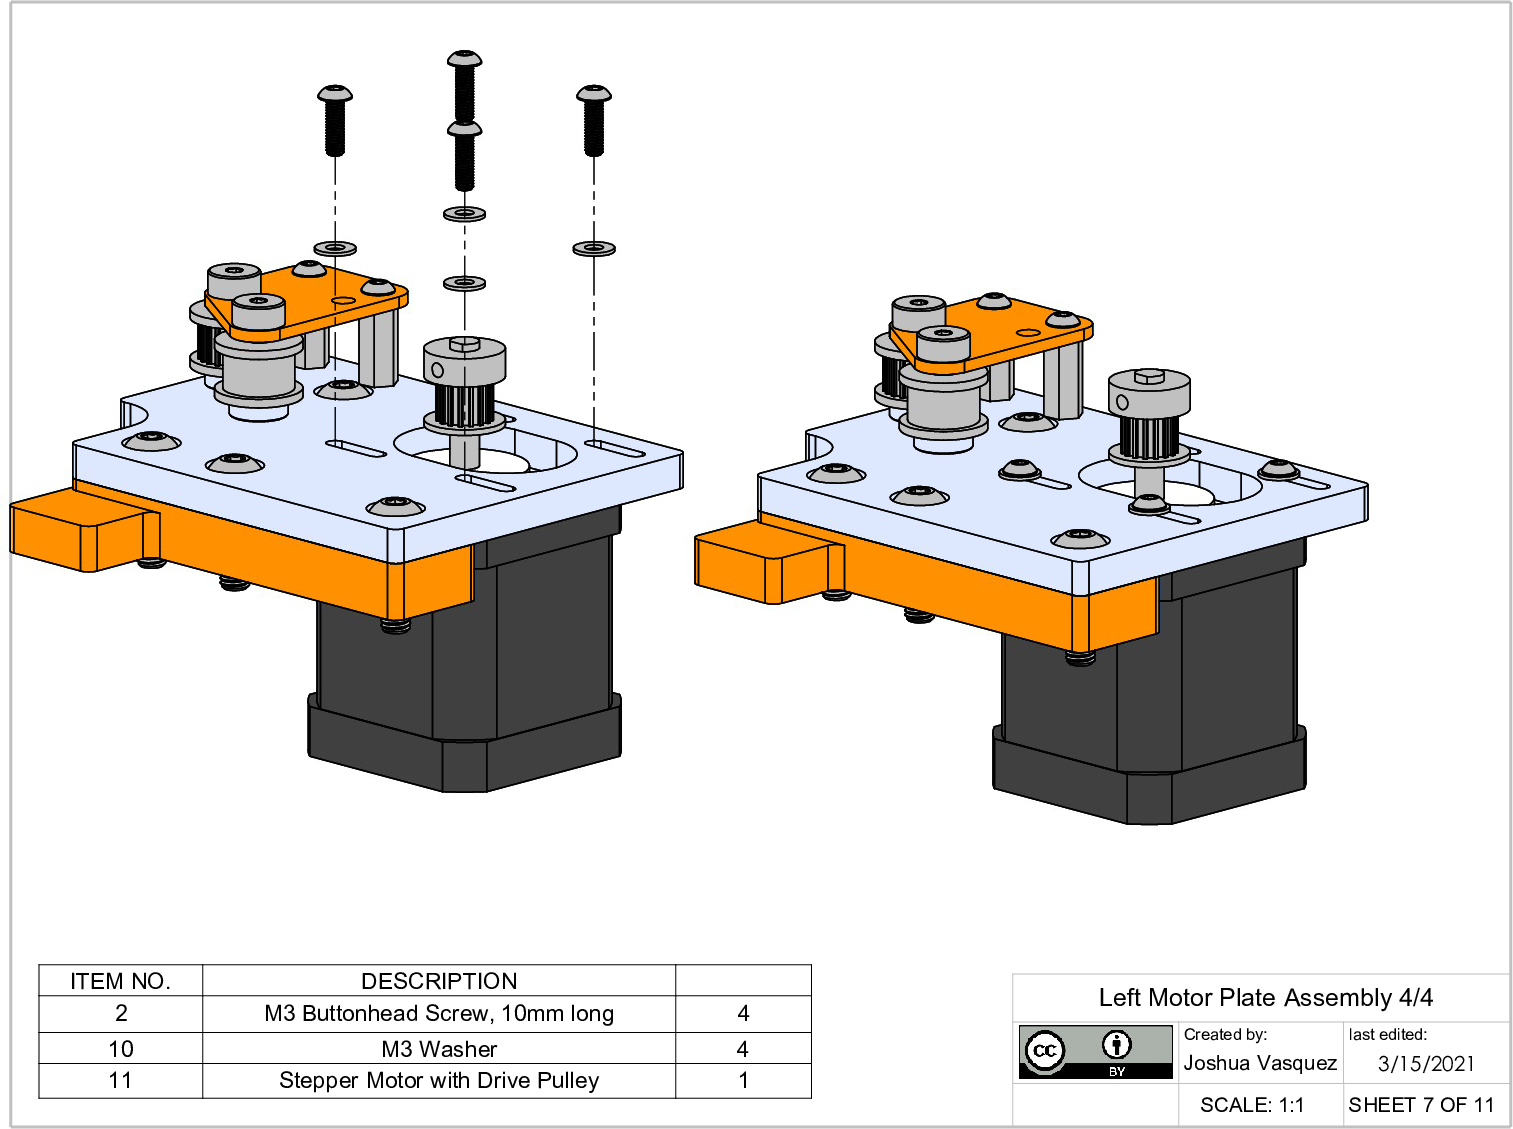 ITEM NO. DESCRIPTION
2 M3 Buttonhead Screw, 10mm long 4
10 M3 Washer 4
11 Stepper Motor with Drive Pulley 1
Left Motor Plate Assembly 4/4
cc BY
Created by:
Joshua Vasquez
last edited:
3/15/2021
SCALE: 1:1
SHEET 7 OF 11